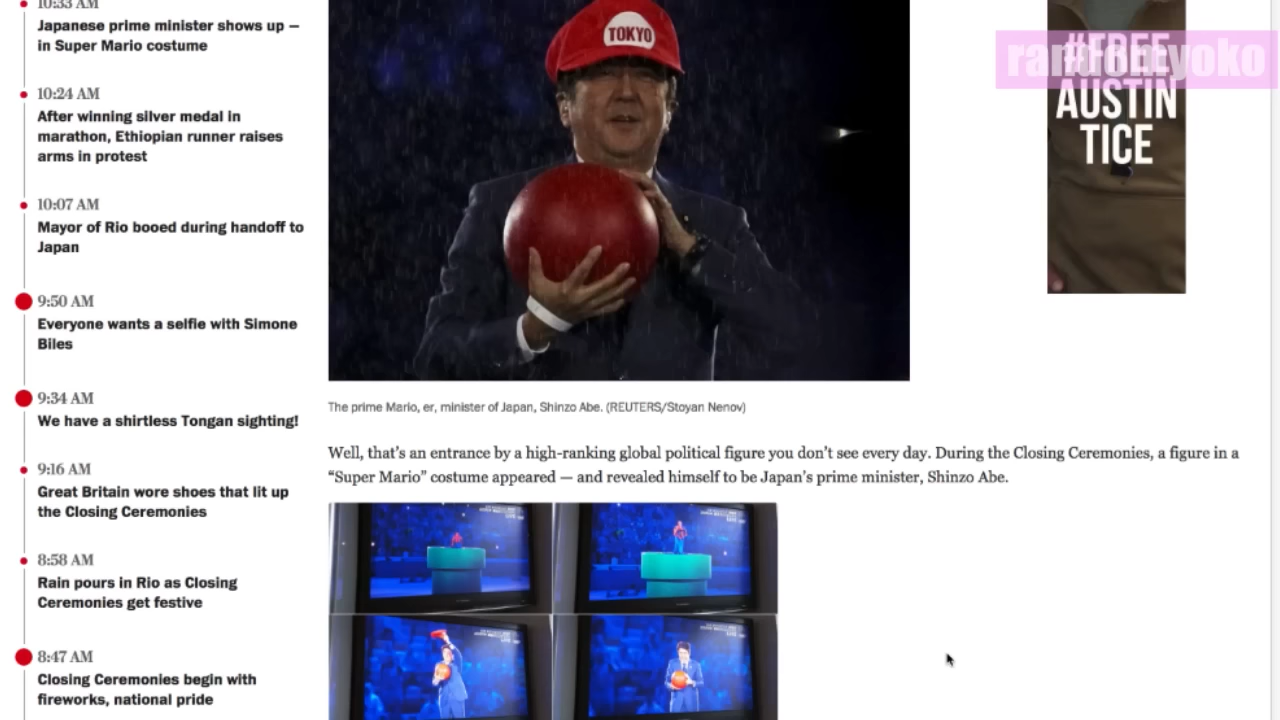 10:33 AM
Japanese prime minister shows up —
in Super Mario costume
10:24 AM
After winning silver medal in
marathon, Ethiopian runner raises
arms in protest
10:07 AM
Mayor of Rio booed during handoff to
Japan
9:50 AM
Everyone wants a selfie with Simone
Biles
9:34 AM
We have a shirtless Tongan sighting!
9:16 AM
Great Britain wore shoes that lit up
the Closing Ceremonies
8:58 AM
Rain pours in Rio as Closing
Ceremonies get festive
8:47 AM
Closing Ceremonies begin with
fireworks, national pride
TOKYO
The prime Mario, er, minister of Japan, Shinzo Abe. (REUTERS/Stoyan Nenov)
Well, that’s an entrance by a high-ranking global political figure you don’t see every day. During the Closing Ceremonies, a figure in a
“Super Mario” costume appeared — and revealed himself to be Japan’s prime minister, Shinzo Abe.
randomyoko
#FREE
AUSTIN
TICE